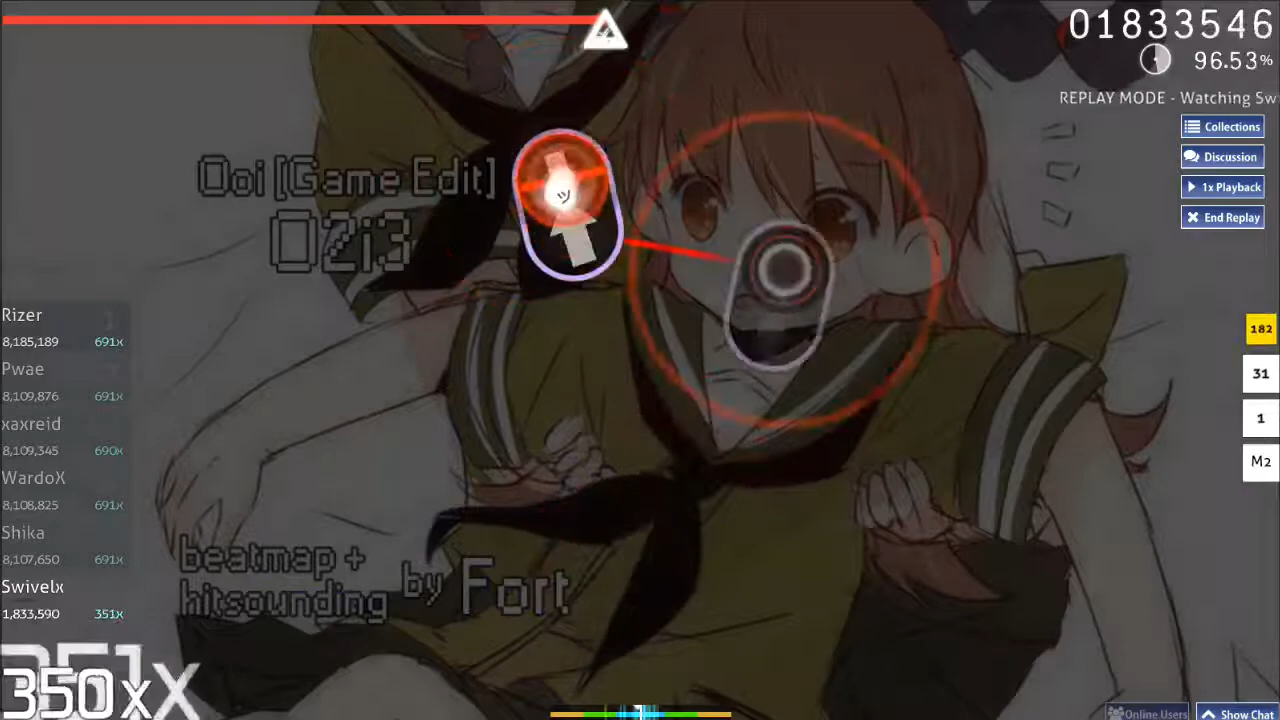 01833546
96.53%
REPLAY MODE - Watching Sw
Collections
Discussion
1x Playback
End Replay
Ooi [Game Edit]
O2i3
182
31
1
M2
Rizer
8,185,189 691x
Pwae
8,109,876 691x
xaxreid
8,109,345 690x
WardoX
8,108,825 691x
Shika
8,107,650 691x
Swivelx
1,833,590 351x
beatmap +
hitsounding by Fort
351x
350x
Online Users
Show Chat